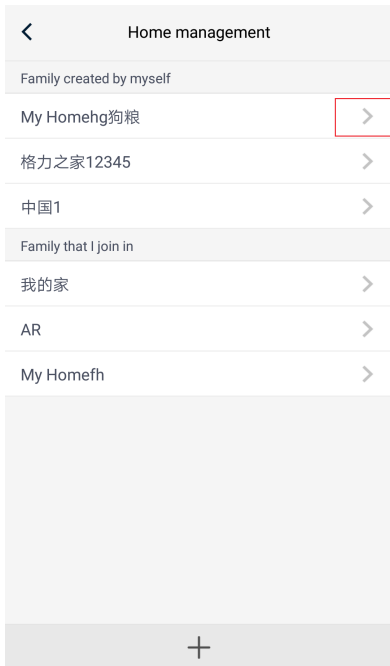 Home management
Family created by myself
My Homehg狗粮
格力之家12345
中国1
Family that I join in
我的家
AR
My Homefh